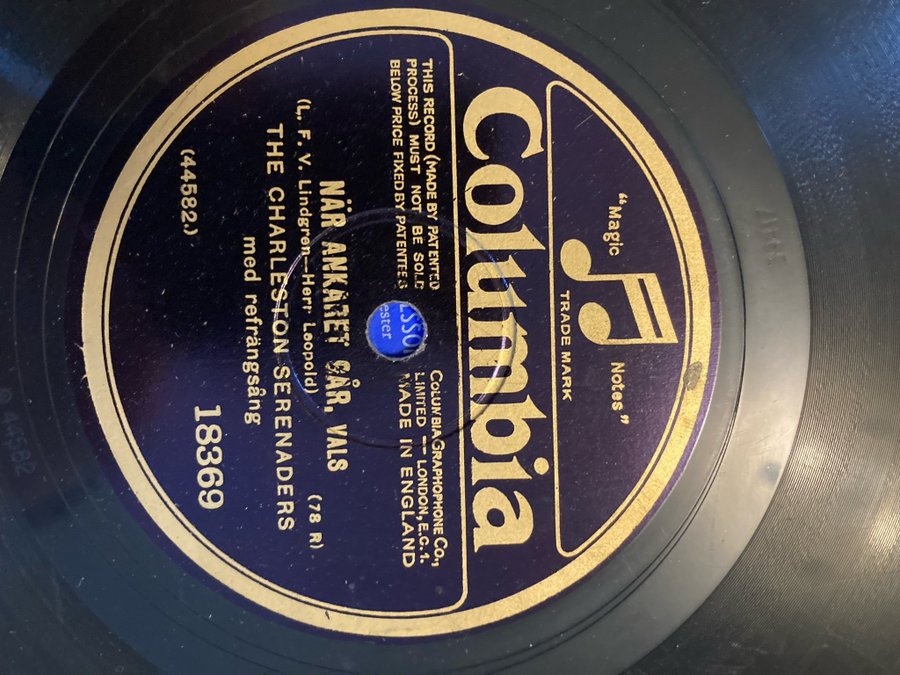 "Magic Notes"
TRADE MARK
Columbia
THIS RECORD (MADE BY PATENTED
PROCESS) MUST NOT BE SOLD
BELOW PRICE FIXED BY PATENTEES
COLUMBIA GRAPHOPHONE CO.,
LIMITED — LONDON, E.C.1.
MADE IN ENGLAND
NÄR ANKARET GÅR, VALS
(L. F. V. Lindgren—Herr Leopold) (78 R)
THE CHARLESTON SERENADERS
med refrängsång
(44582.) 18369